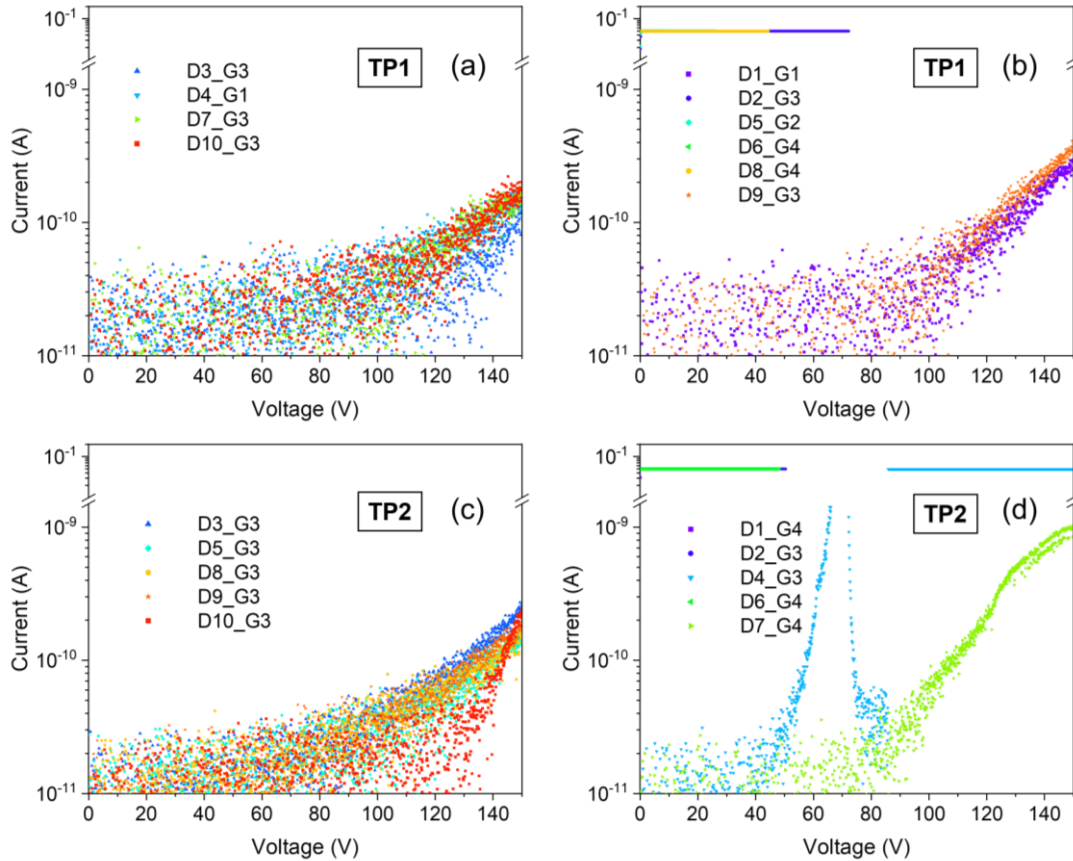 10⁻¹
TP1
(a)
D3_G3
D4_G1
D7_G3
D10_G3
10⁻⁹
10⁻¹⁰
10⁻¹¹
Current (A)
0 20 40 60 80 100 120 140
Voltage (V)
10⁻¹
TP1
(b)
D1_G1
D2_G3
D5_G2
D6_G4
D8_G4
D9_G3
10⁻⁹
10⁻¹⁰
10⁻¹¹
Current (A)
0 20 40 60 80 100 120 140
Voltage (V)
10⁻¹
TP2
(c)
D3_G3
D5_G3
D8_G3
D9_G3
D10_G3
10⁻⁹
10⁻¹⁰
10⁻¹¹
Current (A)
0 20 40 60 80 100 120 140
Voltage (V)
10⁻¹
TP2
(d)
D1_G4
D2_G3
D4_G3
D6_G4
D7_G4
10⁻⁹
10⁻¹⁰
10⁻¹¹
Current (A)
0 20 40 60 80 100 120 140
Voltage (V)